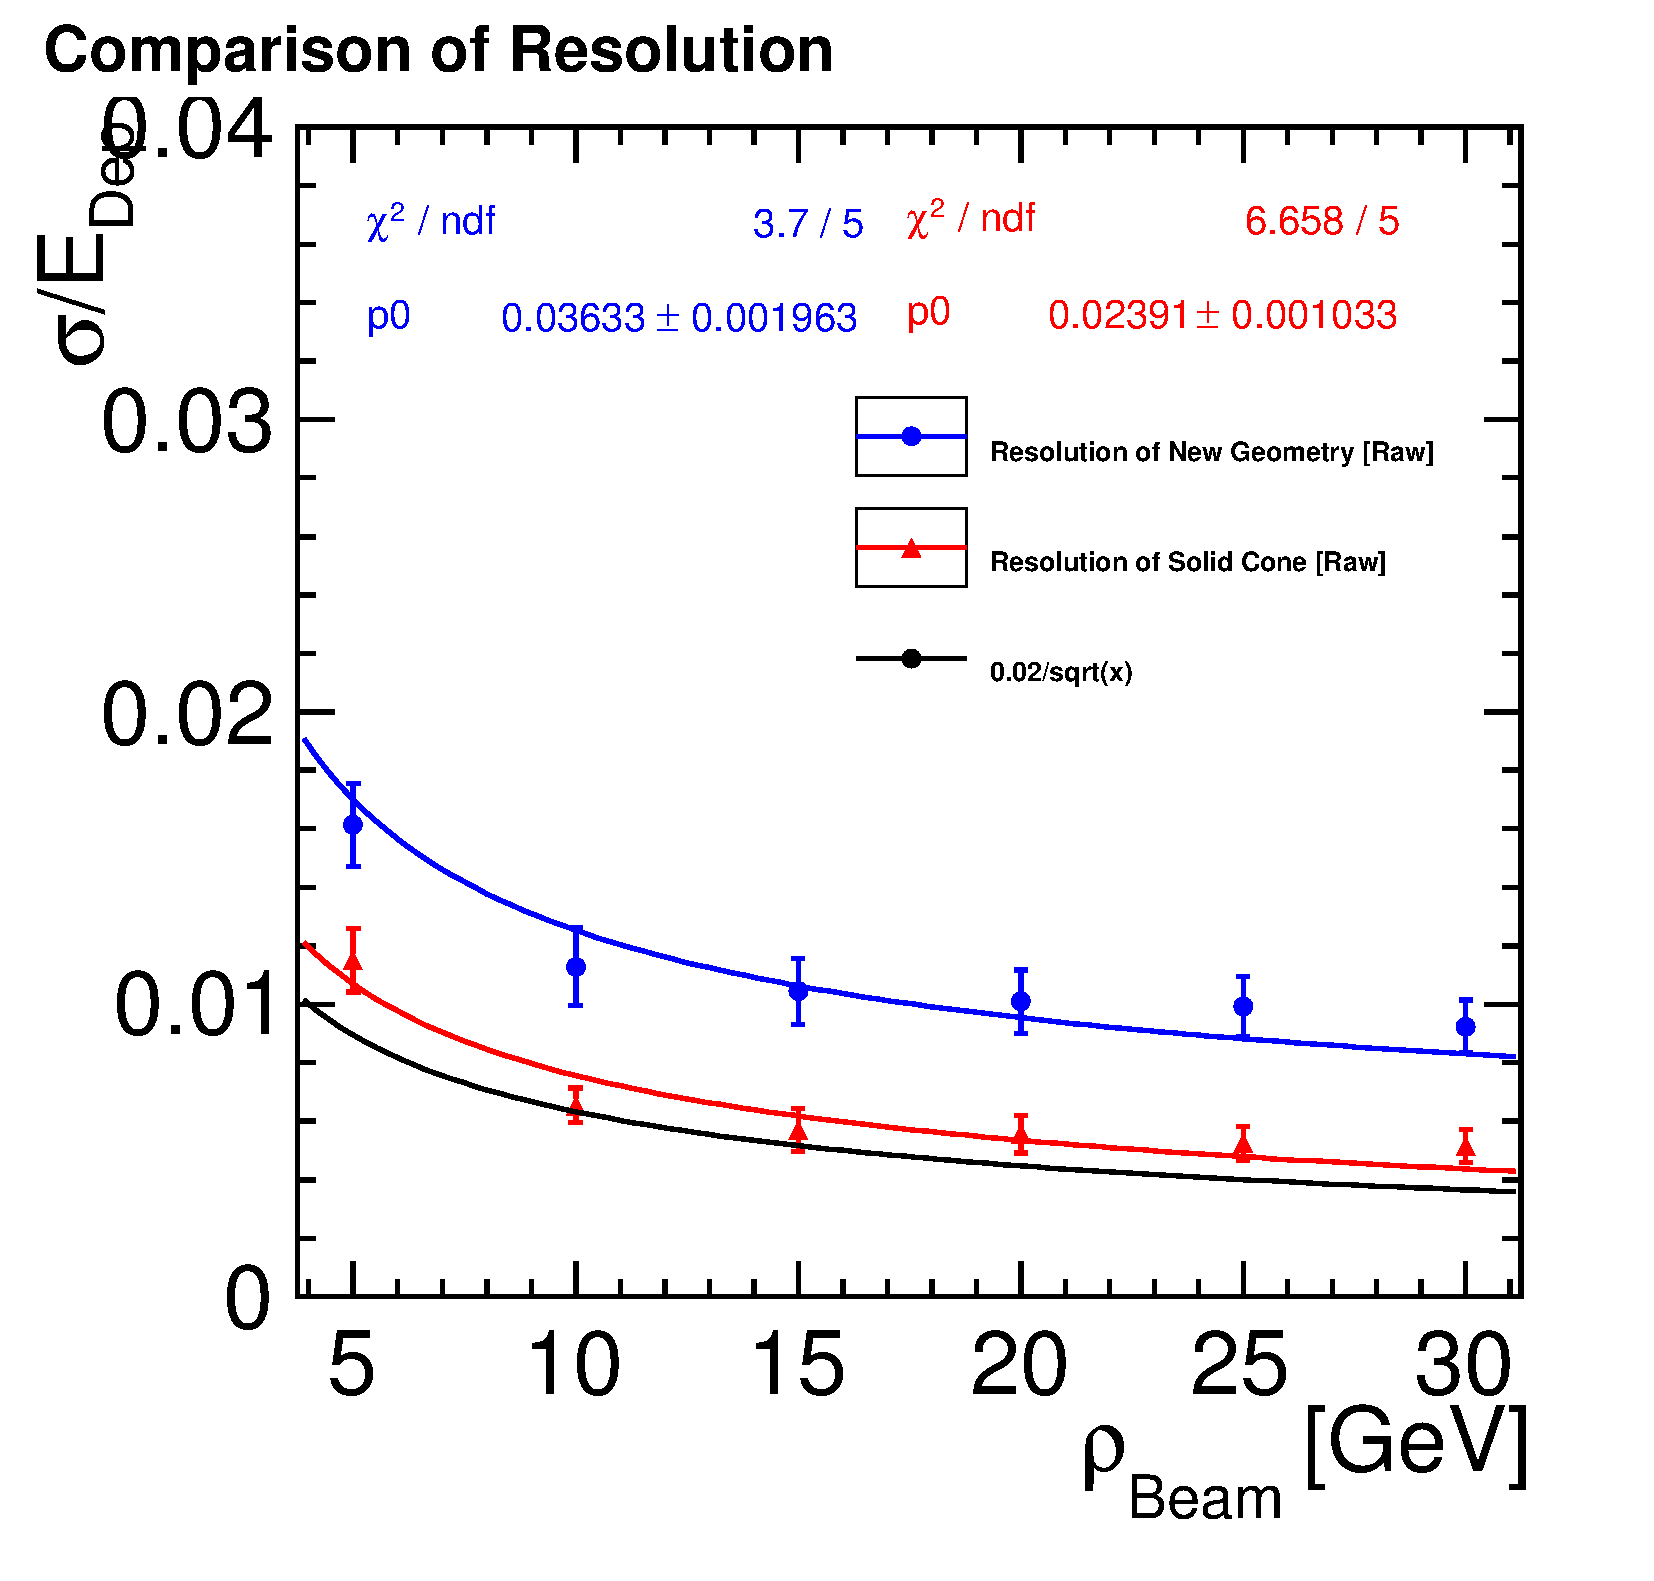 Comparison of Resolution
σ/E_Dep
0.04
0.03
0.02
0.01
0
χ² / ndf 3.7 / 5
p0 0.03633 ± 0.001963
χ² / ndf 6.658 / 5
p0 0.02391 ± 0.001033
Resolution of New Geometry [Raw]
Resolution of Solid Cone [Raw]
0.02/sqrt(x)
5 10 15 20 25 30
ρ_Beam [GeV]